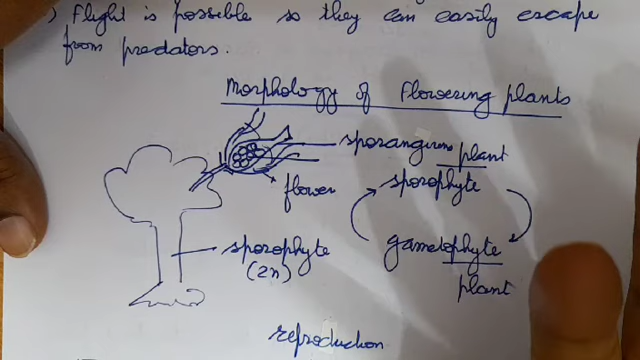 ) Flight is possible so they can easily escape
from predators.
Morphology of Flowering plants
sporangium plant
flower
sporophyte
sporophyte
(2n)
gametophyte
plant
reproduction